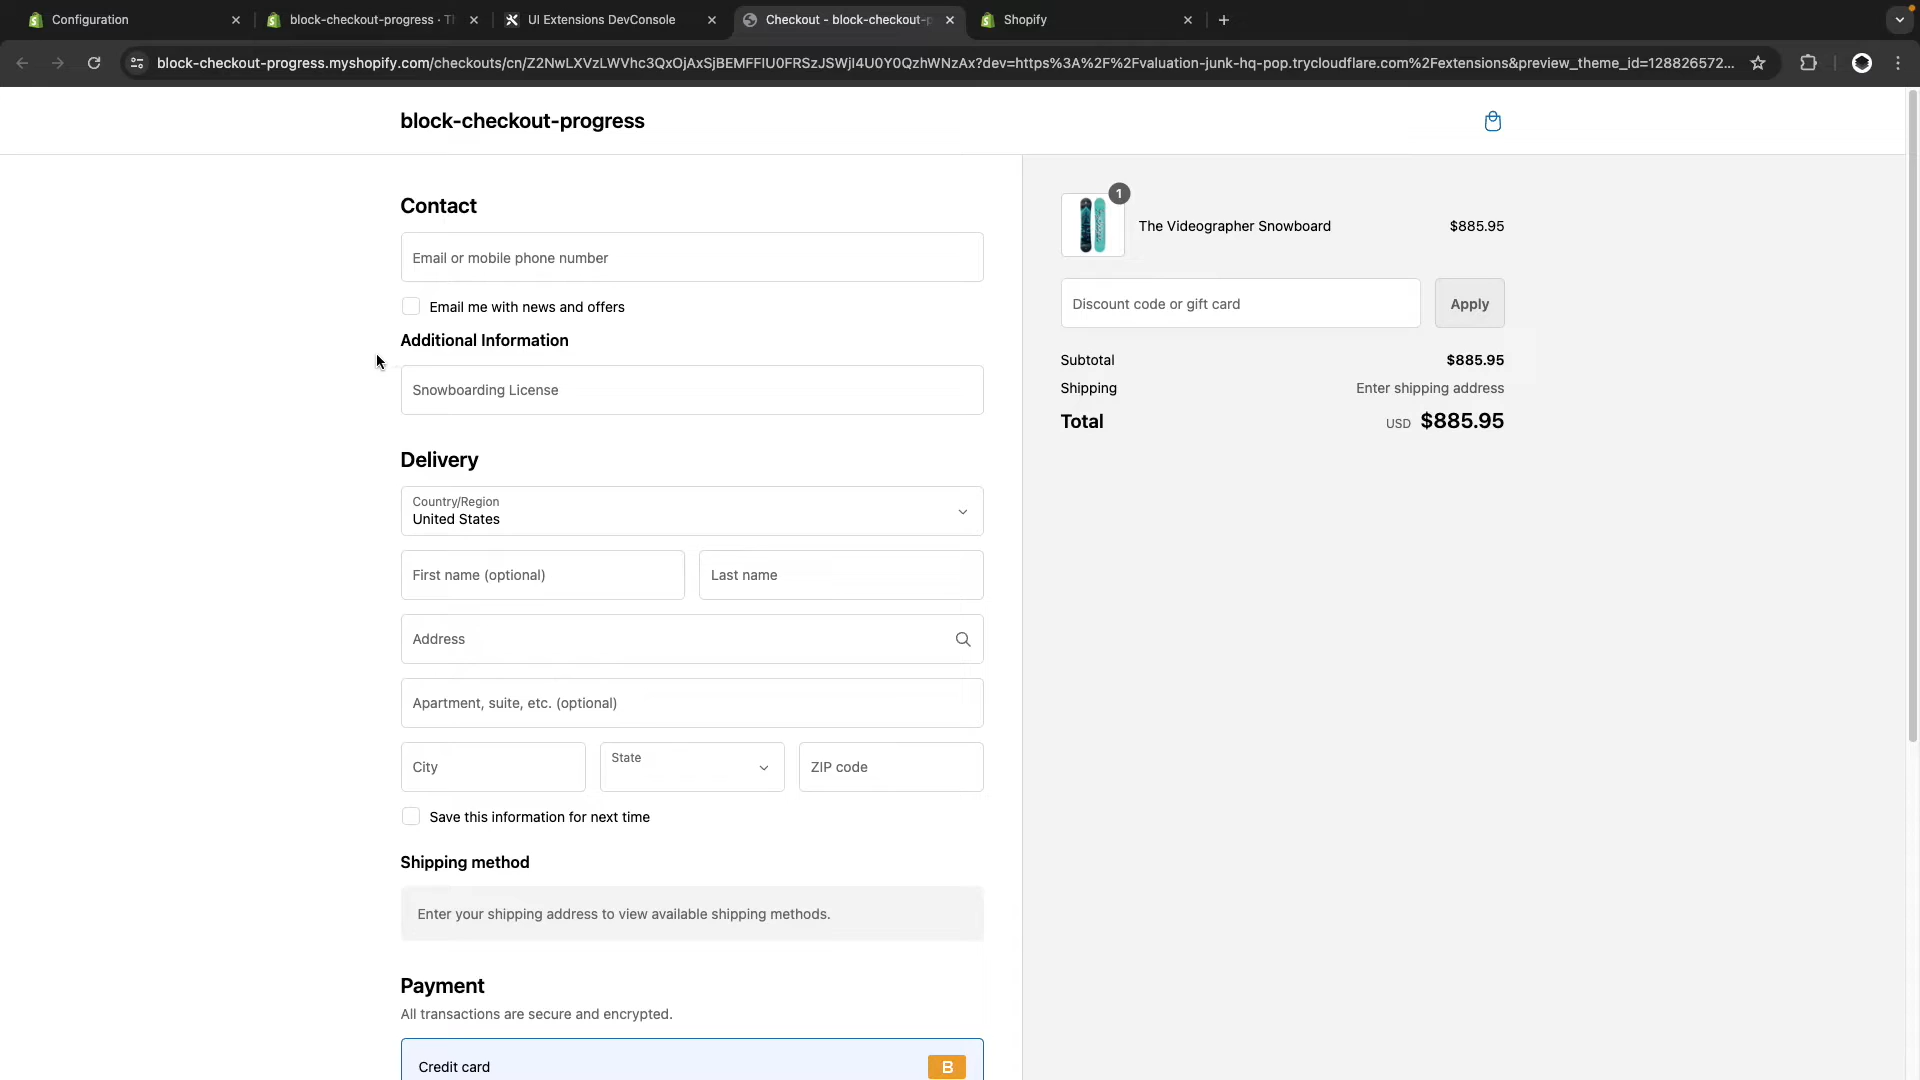 Configuration
block-checkout-progress · Th
UI Extensions DevConsole
Checkout - block-checkout-p
Shopify
block-checkout-progress.myshopify.com/checkouts/cn/Z2NwLXVzLWVhc3QxOjAxSjBEMFFIU0FRSzJSWjI4U0Y0QzhWNzAx?dev=https%3A%2F%2Fvaluation-junk-hq-pop.trycloudflare.com%2Fextensions&preview_theme_id=128826572...
block-checkout-progress
Contact
Email or mobile phone number
Email me with news and offers
Additional Information
Snowboarding License
Delivery
Country/Region
United States
First name (optional)
Last name
Address
Apartment, suite, etc. (optional)
City
State
ZIP code
Save this information for next time
Shipping method
Enter your shipping address to view available shipping methods.
Payment
All transactions are secure and encrypted.
Credit card
B
1
The Videographer Snowboard
$885.95
Discount code or gift card
Apply
Subtotal
$885.95
Shipping
Enter shipping address
Total
USD $885.95